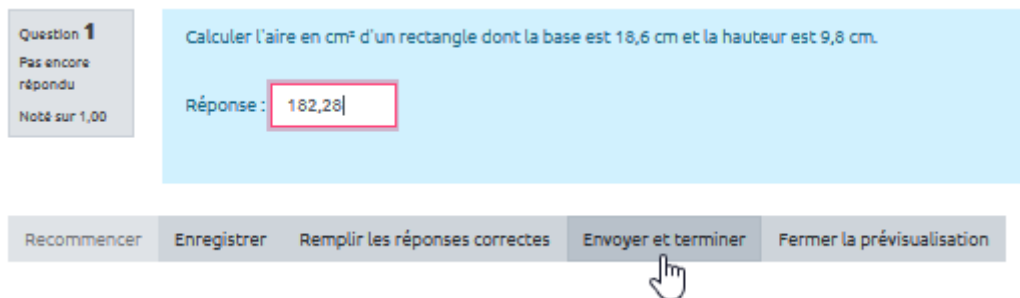 Question 1
Pas encore
répondu
Noté sur 1,00
Calculer l'aire en cm² d'un rectangle dont la base est 18,6 cm et la hauteur est 9,8 cm.
Réponse : 182,28
Recommencer Enregistrer Remplir les réponses correctes Envoyer et terminer Fermer la prévisualisation